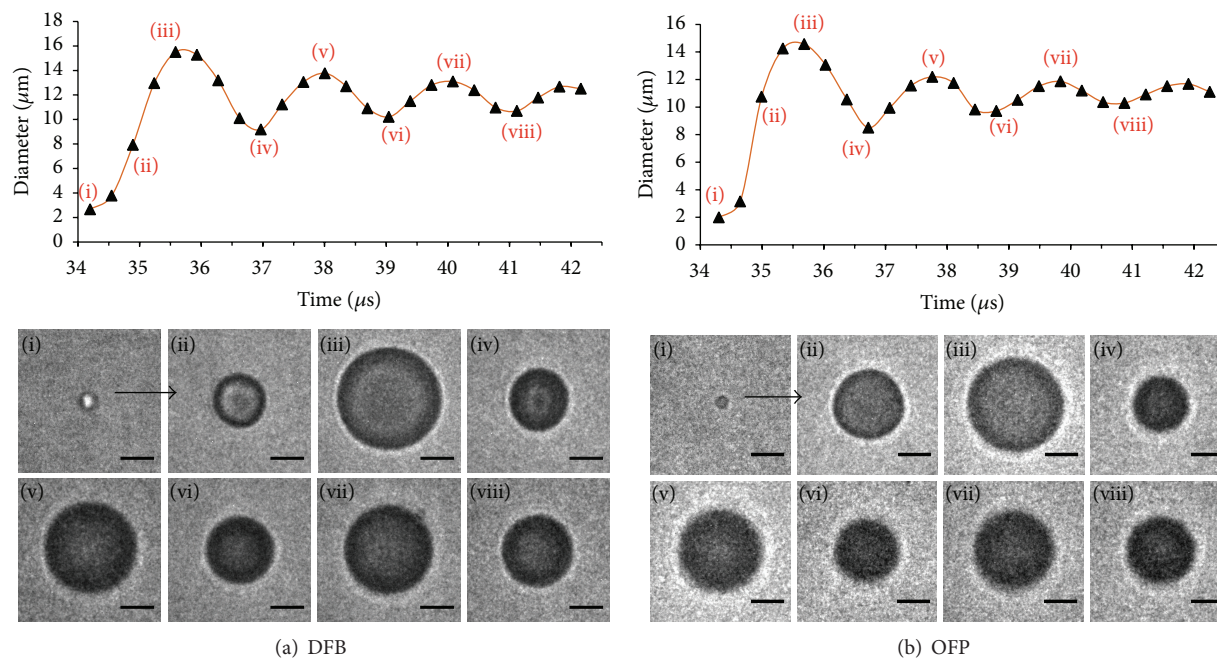 18
16
14
12
10
8
6
4
2
0
Diameter (μm)
(i)
(ii)
(iii)
(iv)
(v)
(vi)
(vii)
(viii)
34 35 36 37 38 39 40 41 42
Time (μs)
(i) (ii) (iii) (iv)
(v) (vi) (vii) (viii)
(a) DFB
16
14
12
10
8
6
4
2
0
Diameter (μm)
(i)
(ii)
(iii)
(iv)
(v)
(vi)
(vii)
(viii)
34 35 36 37 38 39 40 41 42
Time (μs)
(i) (ii) (iii) (iv)
(v) (vi) (vii) (viii)
(b) OFP